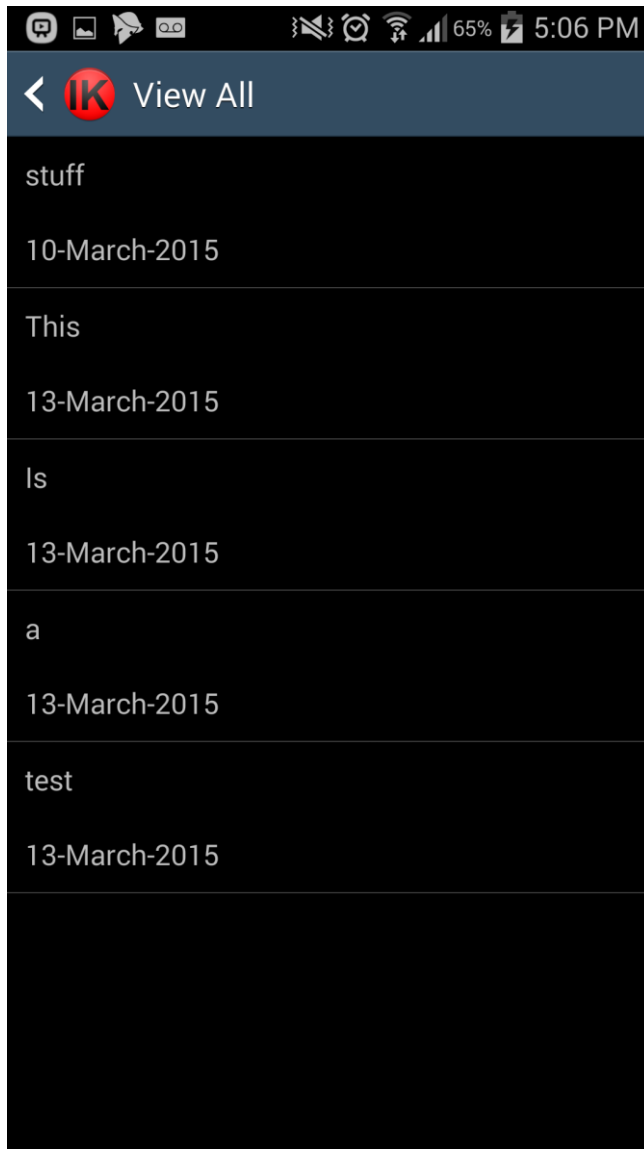 65% 5:06 PM
IK View All
stuff
10-March-2015
This
13-March-2015
Is
13-March-2015
a
13-March-2015
test
13-March-2015